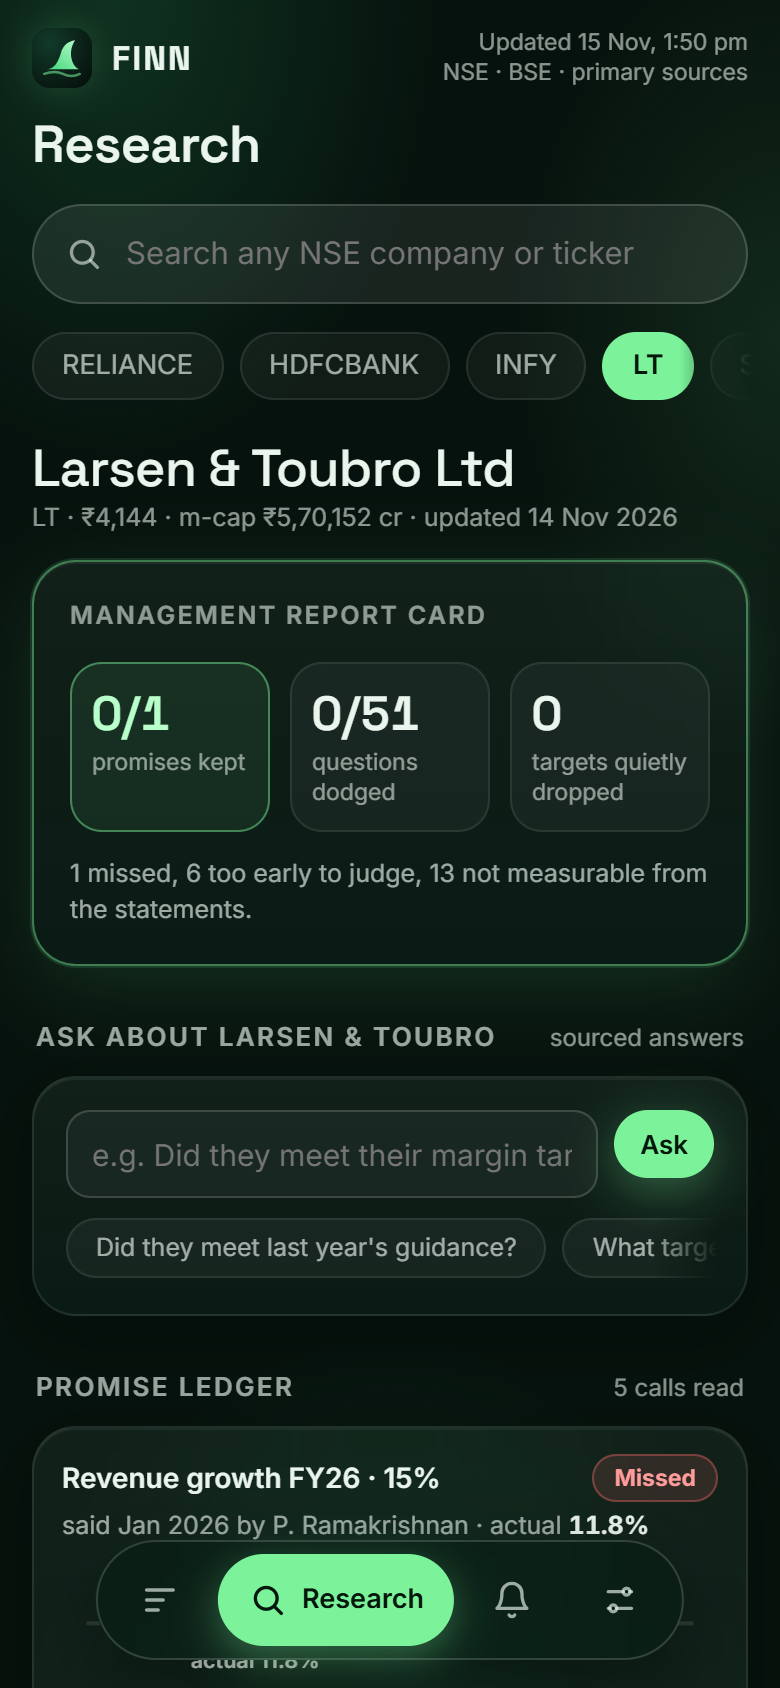 FINN
Updated 15 Nov, 1:50 pm
NSE · BSE · primary sources
Research
Search any NSE company or ticker
RELIANCE
HDFCBANK
INFY
LT
Larsen & Toubro Ltd
LT · ₹4,144 · m-cap ₹5,70,152 cr · updated 14 Nov 2026
MANAGEMENT REPORT CARD
0/1
promises kept
0/51
questions
dodged
0
targets quietly
dropped
1 missed, 6 too early to judge, 13 not measurable from
the statements.
ASK ABOUT LARSEN & TOUBRO
sourced answers
e.g. Did they meet their margin tar
Ask
Did they meet last year's guidance?
What targe
PROMISE LEDGER
5 calls read
Revenue growth FY26 · 15%
Missed
said Jan 2026 by P. Ramakrishnan · actual 11.8%
Research
actual 11.8%